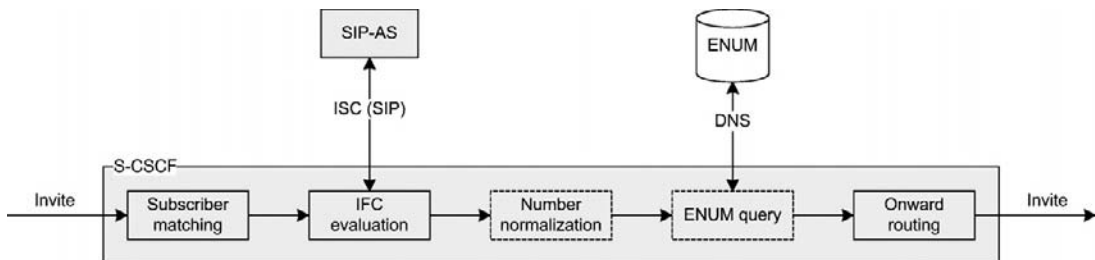 SIP-AS
ENUM
ISC (SIP)
DNS
S-CSCF
Invite
Subscriber
matching
IFC
evaluation
Number
normalization
ENUM query
Onward
routing
Invite